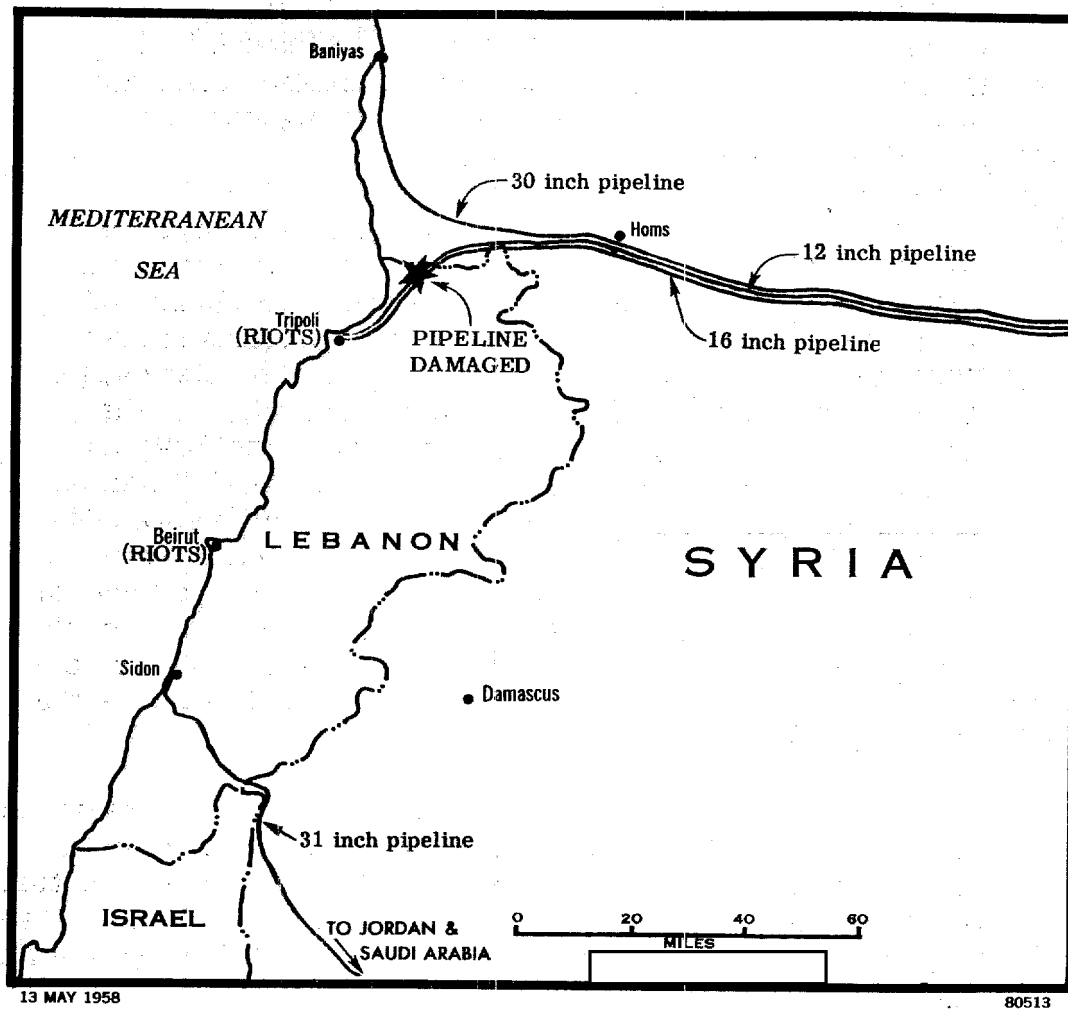 Baniyas
30 inch pipeline
MEDITERRANEAN
SEA
Homs
12 inch pipeline
Tripoli
(RIOTS)
PIPELINE
DAMAGED
16 inch pipeline
Beirut
(RIOTS)
LEBANON
SYRIA
Sidon
Damascus
31 inch pipeline
ISRAEL
TO JORDAN &
SAUDI ARABIA
0 20 40 60
MILES
13 MAY 1958
80513